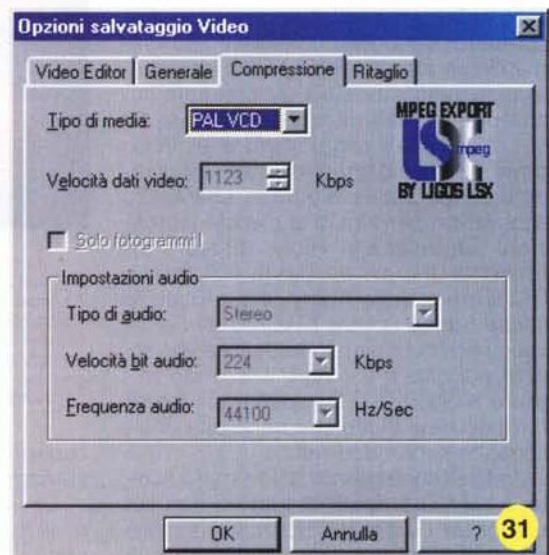 Opzioni salvataggio Video
Video Editor Generale Compressione Ritaglio
Tipo di media: PAL VCD
MPEG EXPORT
LSX mpeg
BY LIGOS LSX
Velocità dati video: 1123 Kbps
Solo fotogrammi I
Impostazioni audio
Tipo di audio: Stereo
Velocità bit audio: 224 Kbps
Frequenza audio: 44100 Hz/Sec
OK Annulla ? 31